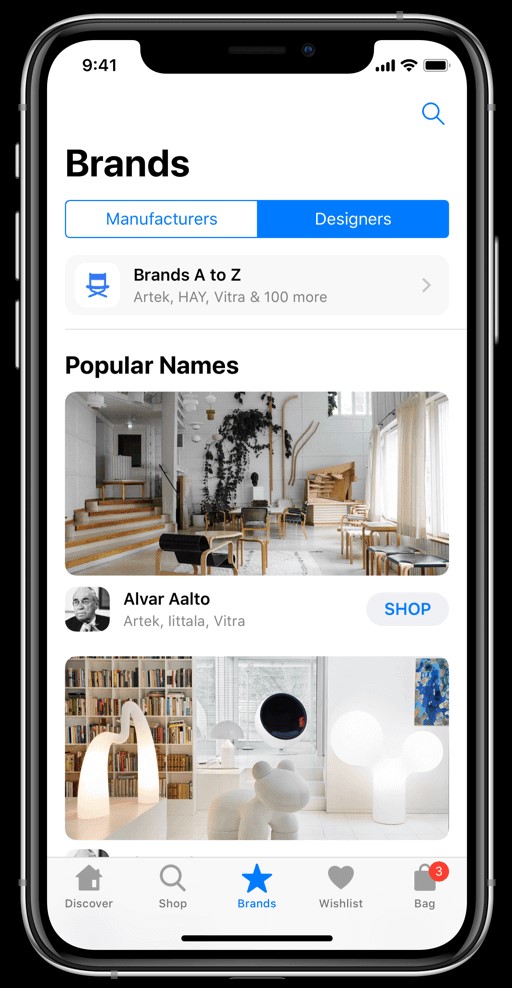 9:41
Brands
Manufacturers
Designers
Brands A to Z
Artek, HAY, Vitra & 100 more
Popular Names
Alvar Aalto
Artek, Iittala, Vitra
SHOP
3
Discover
Shop
Brands
Wishlist
Bag